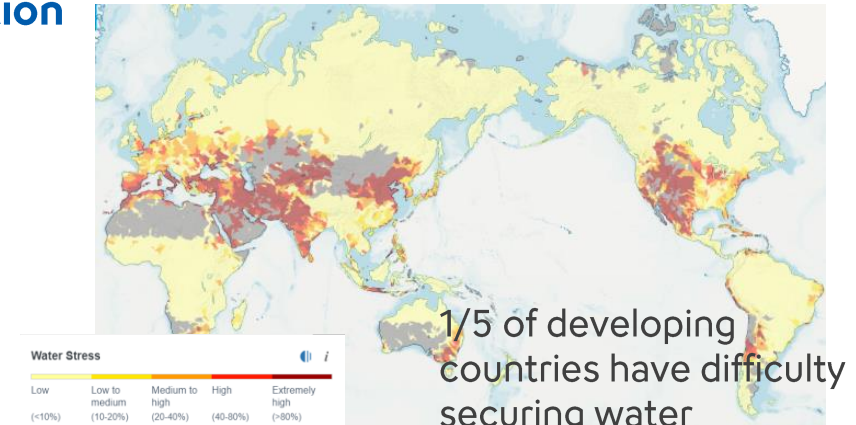 1/5 of developing
countries have difficulty
securing water
Water Stress
Low
Low to medium
Medium to high
High
Extremely high
(<10%)
(10-20%)
(20-40%)
(40-80%)
(>80%)